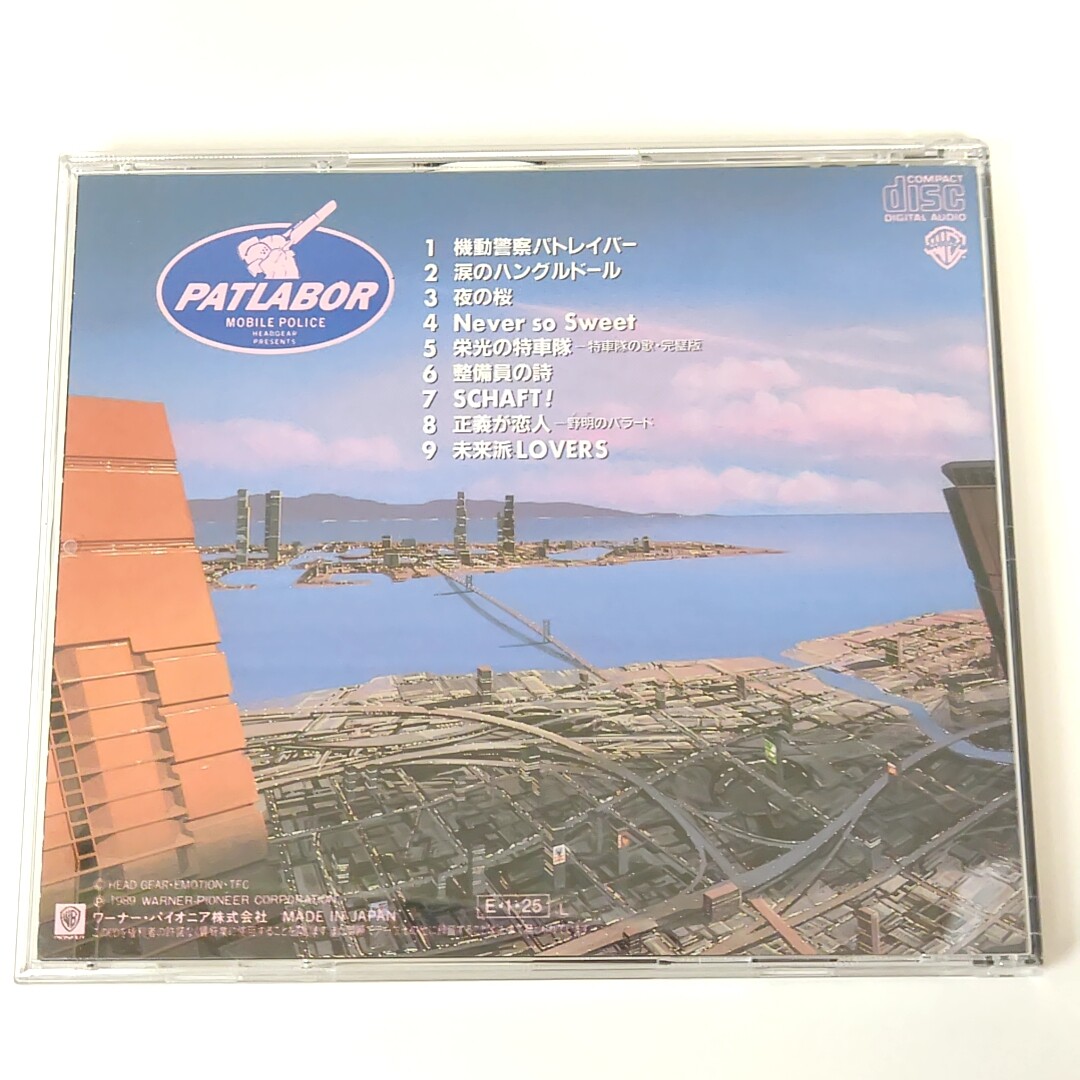 COMPACT
disc
DIGITAL AUDIO
PATLABOR
MOBILE POLICE
HEADGEAR
PRESENTS
1 機動警察パトレイバー
2 涙のハングルドール
3 夜の桜
4 Never so Sweet
5 栄光の特車隊 −特車隊の歌・完璧版
6 整備員の詩
7 SCHAFT!
8 正義が恋人 −野明のバラード
9 未来派LOVERS
© HEAD GEAR・EMOTION・TFC
℗ 1989 WARNER-PIONEER CORPORATION
ワーナー・パイオニア株式会社 MADE IN JAPAN
E・1・25 L